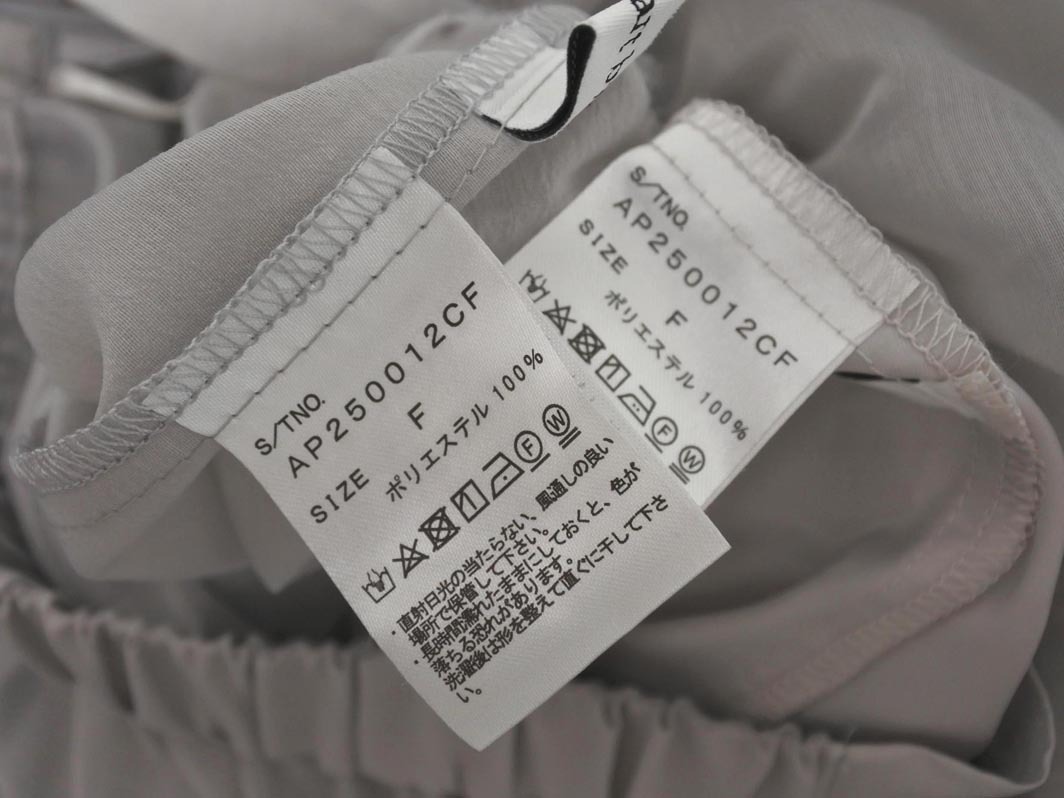 S/TNO.
AP250012CF
SIZE F
ポリエステル 100%
F W
・直射日光の当たらない、風通しの良い
場所で保管して下さい。
・長時間濡れたままにしておくと、色が
落ちる恐れがあります。
洗濯後は形を整えて直ぐに干して下さ
い。
S/TNO.
AP250012CF
SIZE F
ポリエステル 100%
F W